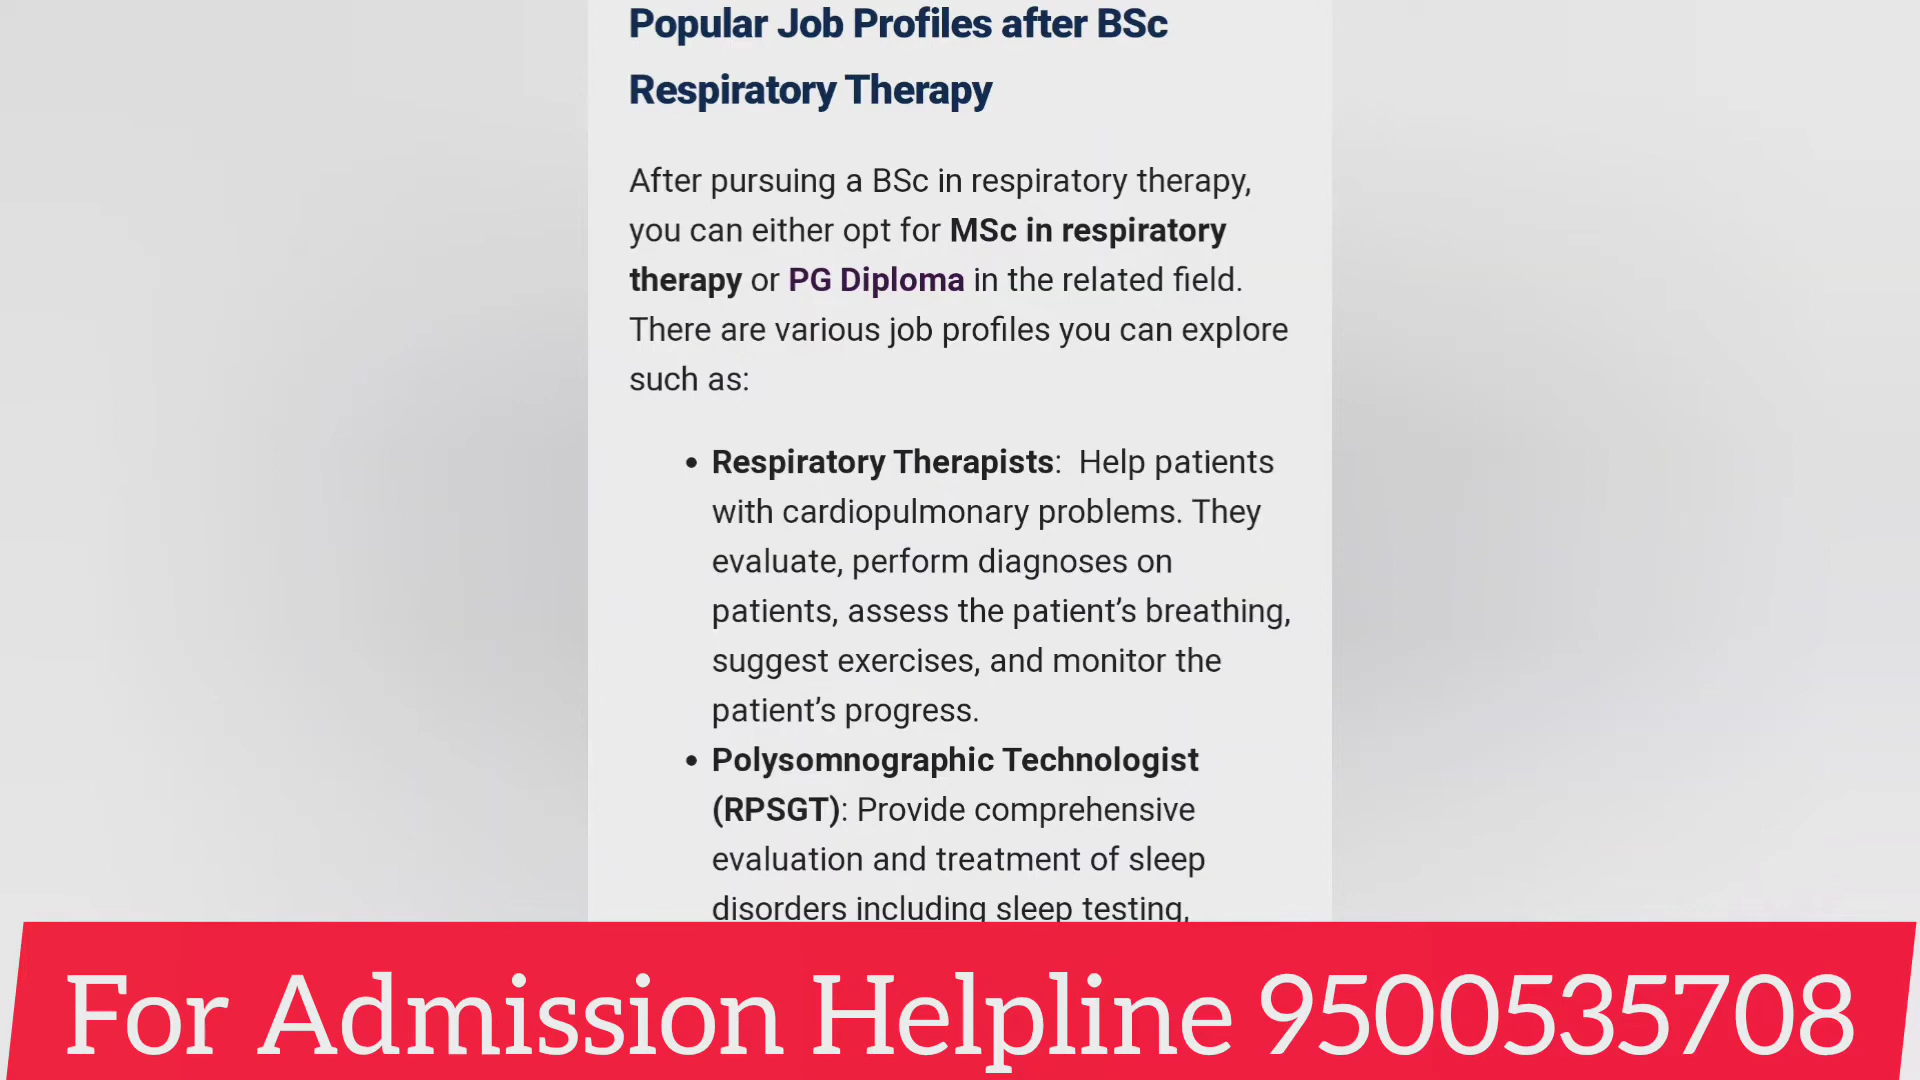 Popular Job Profiles after BSc
Respiratory Therapy
After pursuing a BSc in respiratory therapy,
you can either opt for MSc in respiratory
therapy or PG Diploma in the related field.
There are various job profiles you can explore
such as:
• Respiratory Therapists:  Help patients
with cardiopulmonary problems. They
evaluate, perform diagnoses on
patients, assess the patient’s breathing,
suggest exercises, and monitor the
patient’s progress.
• Polysomnographic Technologist
(RPSGT): Provide comprehensive
evaluation and treatment of sleep
disorders including sleep testing,
For Admission Helpline 9500535708